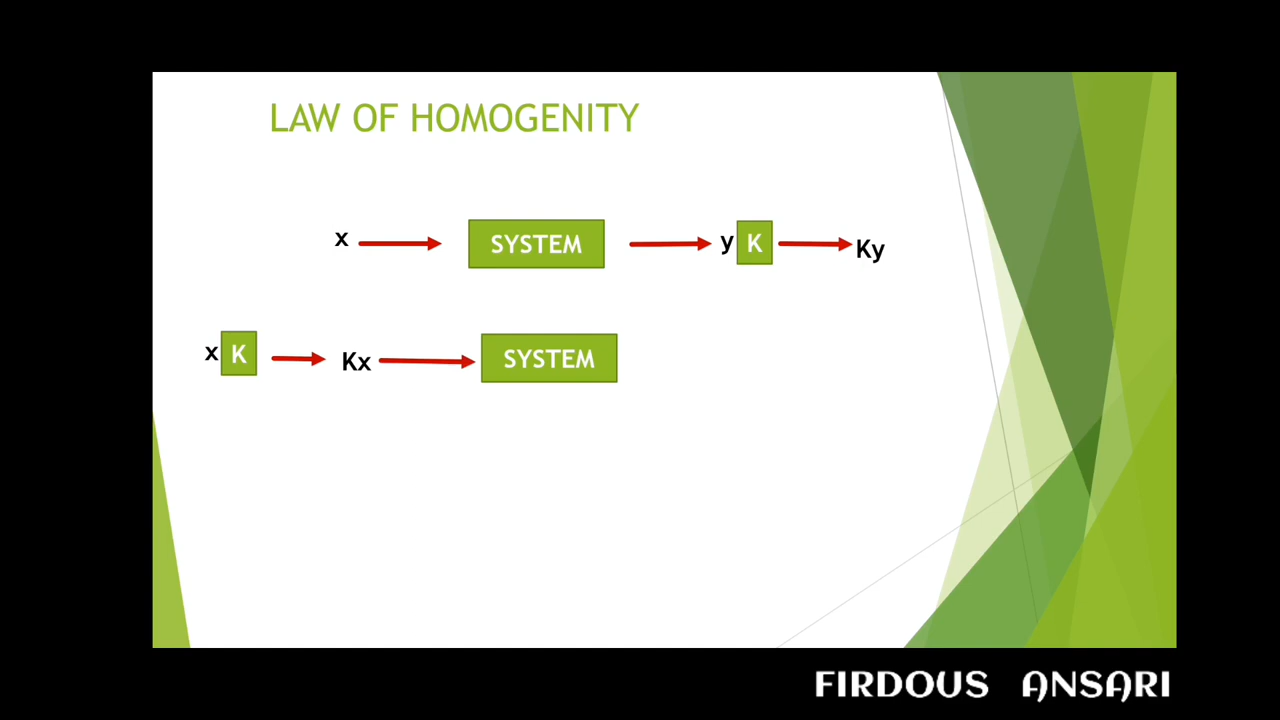 LAW OF HOMOGENITY
x SYSTEM y K Ky
x K Kx SYSTEM
FIRDOUS ANSARI